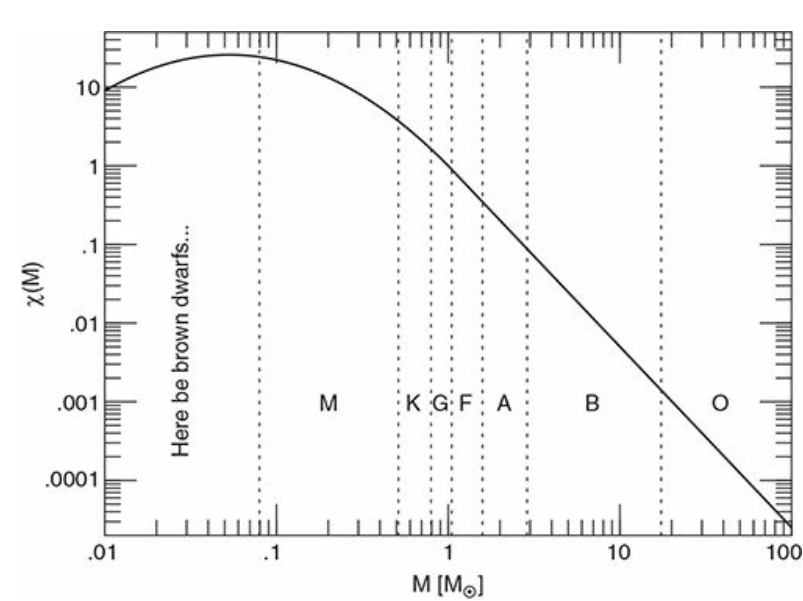 10
1
.1
.01
.001
.0001
χ(M)
Here be brown dwarfs...
M K G F A B O
.01 .1 1 10 100
M [M☉]